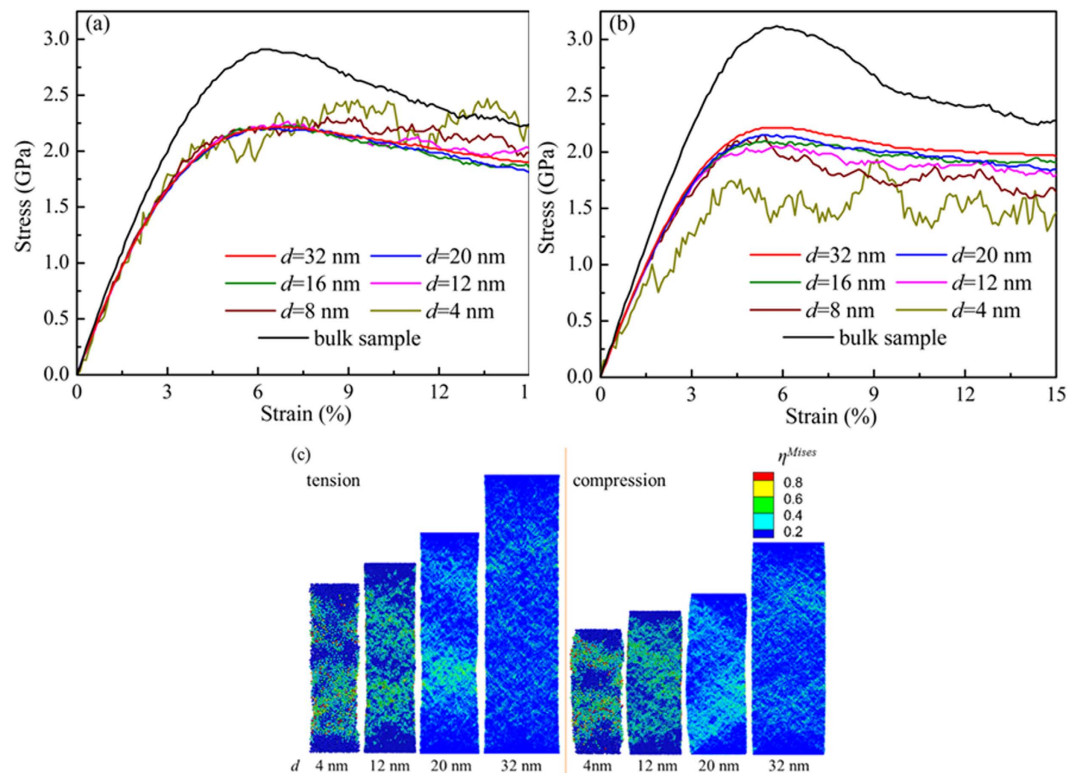 (a)
3.0
2.5
2.0
1.5
1.0
0.5
0.0
Stress (GPa)
d=32 nm d=20 nm
d=16 nm d=12 nm
d=8 nm d=4 nm
bulk sample
0 3 6 9 12 1
Strain (%)
(b)
3.0
2.5
2.0
1.5
1.0
0.5
0.0
Stress (GPa)
d=32 nm d=20 nm
d=16 nm d=12 nm
d=8 nm d=4 nm
bulk sample
0 3 6 9 12 15
Strain (%)
(c)
tension
compression
η^Mises
0.8
0.6
0.4
0.2
d 4 nm 12 nm 20 nm 32 nm 4nm 12 nm 20 nm 32 nm